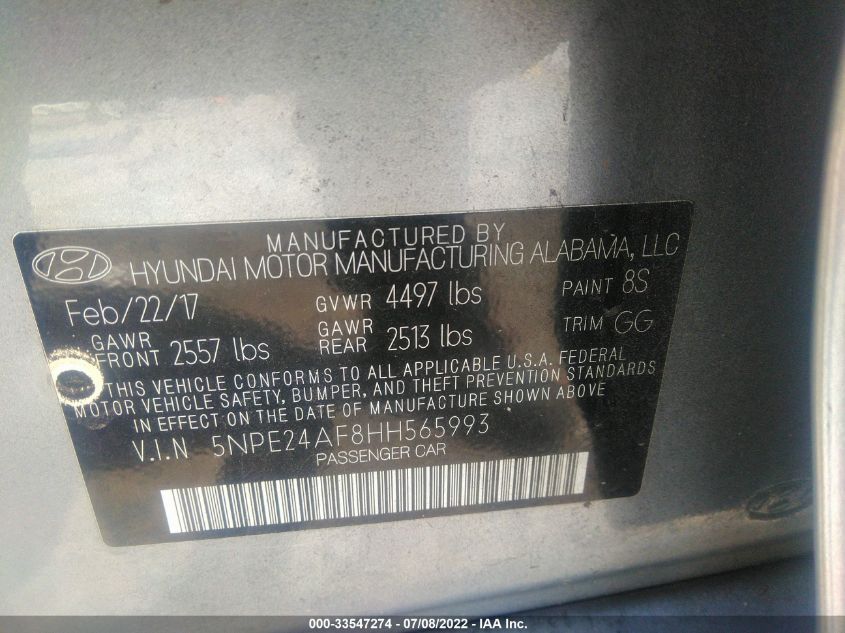 MANUFACTURED BY
HYUNDAI MOTOR MANUFACTURING ALABAMA, LLC
Feb/22/17 GVWR 4497 lbs PAINT 8S
GAWR FRONT 2557 lbs GAWR REAR 2513 lbs TRIM GG
THIS VEHICLE CONFORMS TO ALL APPLICABLE U.S.A. FEDERAL
MOTOR VEHICLE SAFETY, BUMPER, AND THEFT PREVENTION STANDARDS
IN EFFECT ON THE DATE OF MANUFACTURE SHOWN ABOVE
V.I.N 5NPE24AF8HH565993
PASSENGER CAR
000-33547274 - 07/08/2022 - IAA Inc.